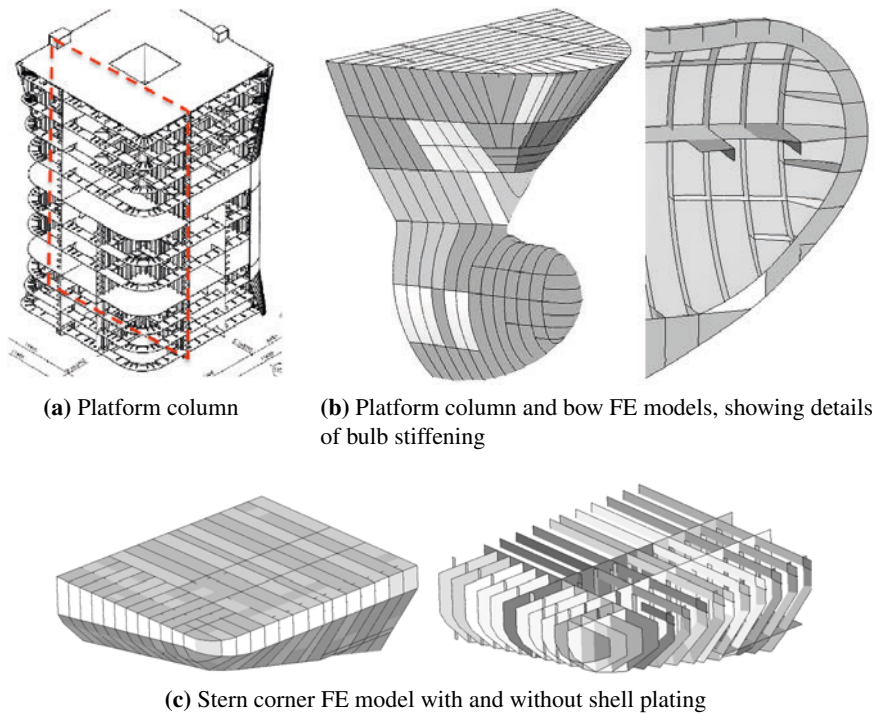 (a) Platform column
(b) Platform column and bow FE models, showing details
of bulb stiffening
(c) Stern corner FE model with and without shell plating